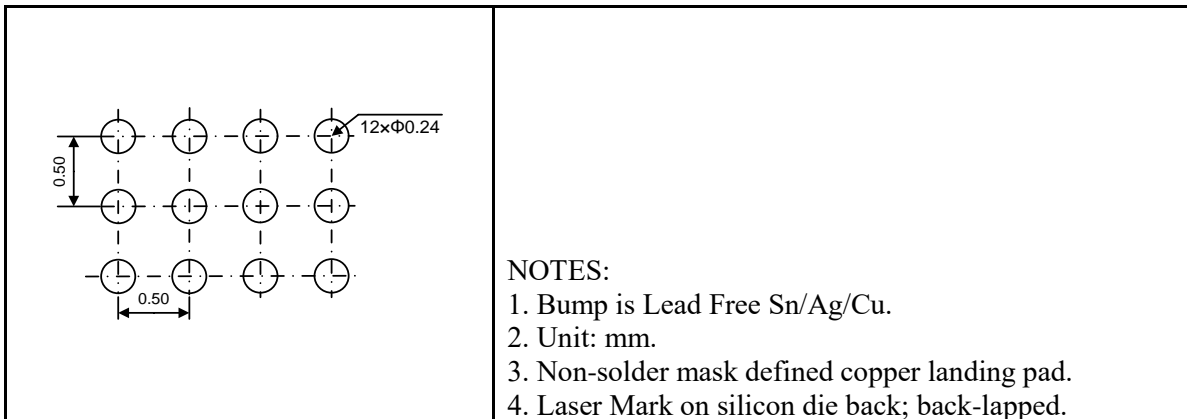 12×Φ0.24
0.50
0.50
NOTES:
1. Bump is Lead Free Sn/Ag/Cu.
2. Unit: mm.
3. Non-solder mask defined copper landing pad.
4. Laser Mark on silicon die back; back-lapped.